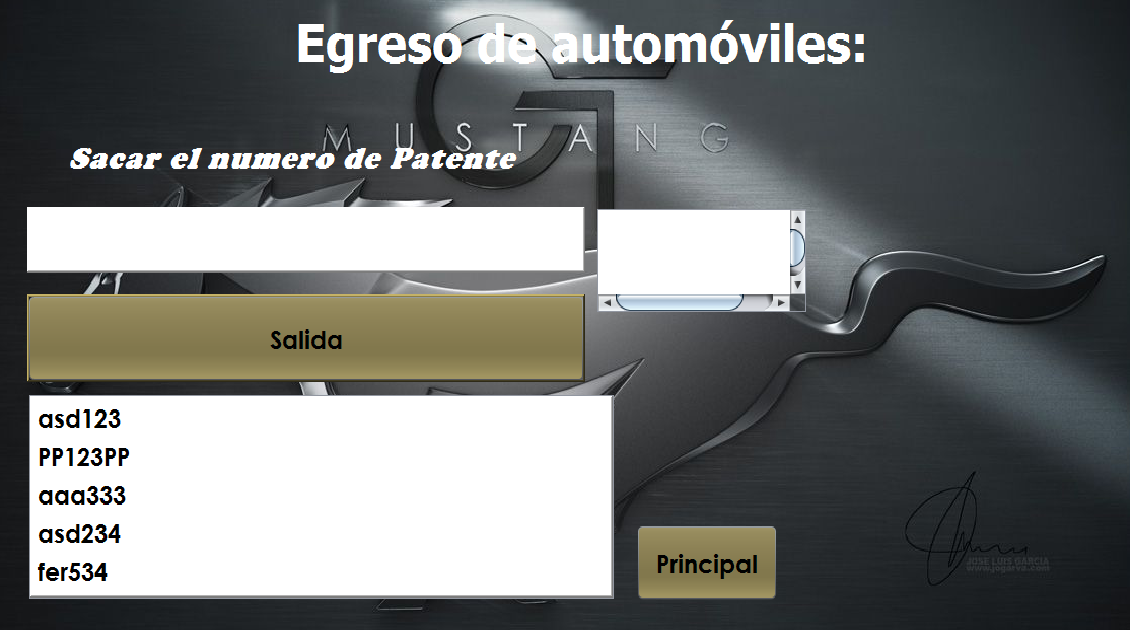 Egreso de automóviles:
MUSTANG
Sacar el numero de Patente
Salida
asd123
PP123PP
aaa333
asd234
fer534
Principal
JOSE LUIS GARCIA
www.jogarva.com